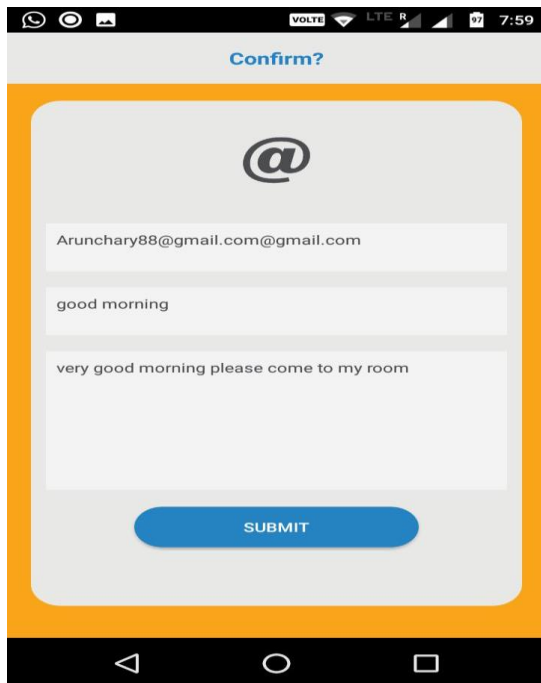 VOLTE LTE R 97 7:59
Confirm?
@
Arunchary88@gmail.com@gmail.com
good morning
very good morning please come to my room
SUBMIT